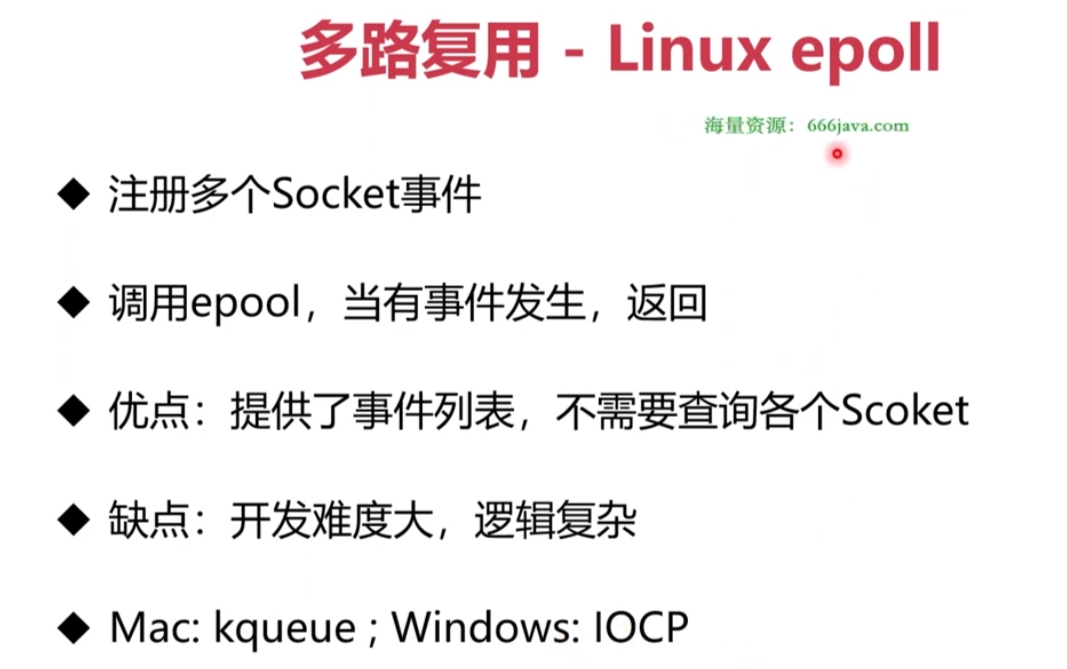 多路复用 - Linux epoll
海量资源：666java.com
◆ 注册多个Socket事件
◆ 调用epool，当有事件发生，返回
◆ 优点：提供了事件列表，不需要查询各个Scoket
◆ 缺点：开发难度大，逻辑复杂
◆ Mac: kqueue ; Windows: IOCP